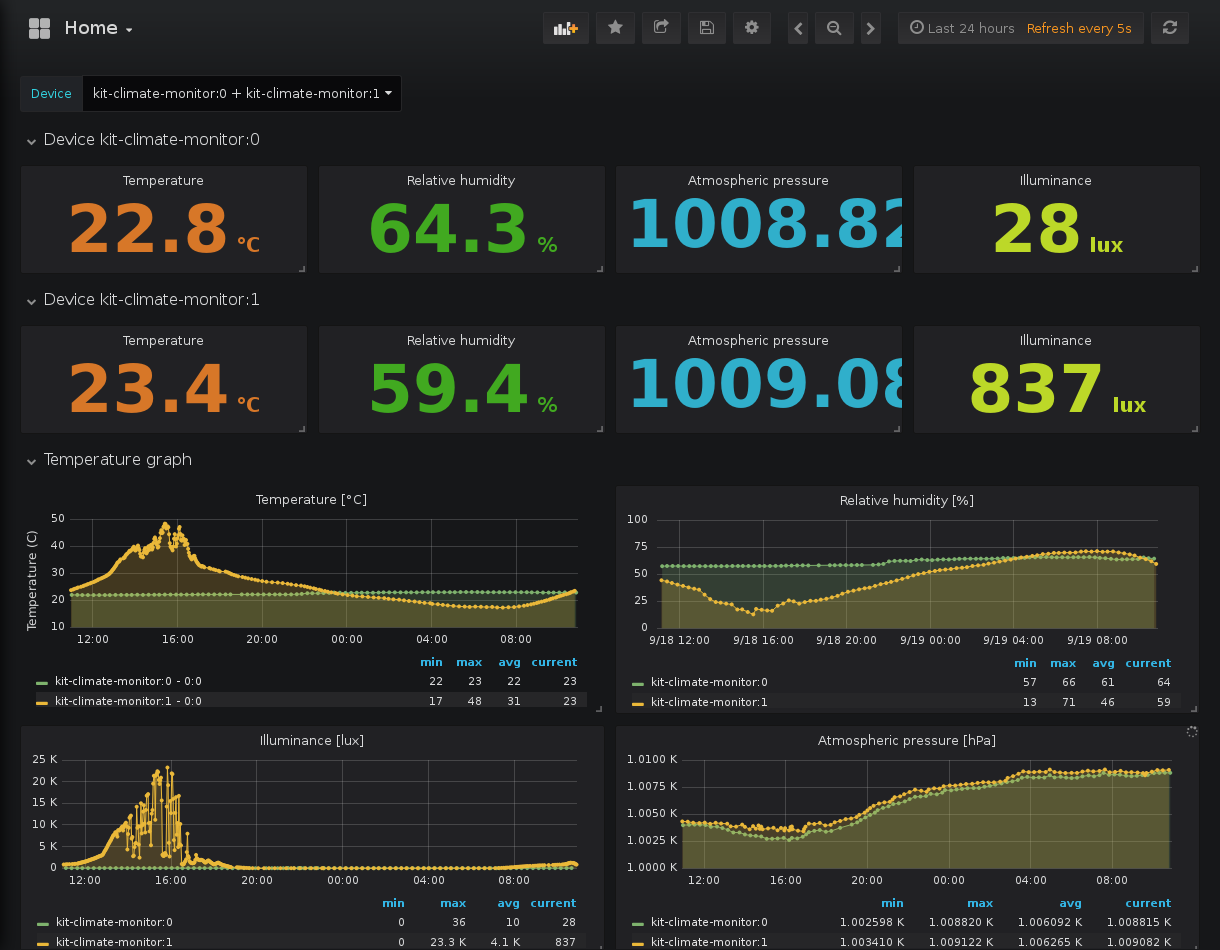 Home
Last 24 hours Refresh every 5s
Device kit-climate-monitor:0 + kit-climate-monitor:1
Device kit-climate-monitor:0
Temperature Relative humidity Atmospheric pressure Illuminance
22.8 °C 64.3 % 1008.82 28 lux
Device kit-climate-monitor:1
Temperature Relative humidity Atmospheric pressure Illuminance
23.4 °C 59.4 % 1009.08 837 lux
Temperature graph
Temperature [°C]
Temperature (C)
50
40
30
20
10
12:00 16:00 20:00 00:00 04:00 08:00
min max avg current
kit-climate-monitor:0 - 0:0 22 23 22 23
kit-climate-monitor:1 - 0:0 17 48 31 23
Relative humidity [%]
100
75
50
25
0
9/18 12:00 9/18 16:00 9/18 20:00 9/19 00:00 9/19 04:00 9/19 08:00
min max avg current
kit-climate-monitor:0 57 66 61 64
kit-climate-monitor:1 13 71 46 59
Illuminance [lux]
25 K
20 K
15 K
10 K
5 K
0
12:00 16:00 20:00 00:00 04:00 08:00
min max avg current
kit-climate-monitor:0 0 36 10 28
kit-climate-monitor:1 0 23.3 K 4.1 K 837
Atmospheric pressure [hPa]
1.0100 K
1.0075 K
1.0050 K
1.0025 K
1.0000 K
12:00 16:00 20:00 00:00 04:00 08:00
min max avg current
kit-climate-monitor:0 1.002598 K 1.008820 K 1.006092 K 1.008815 K
kit-climate-monitor:1 1.003410 K 1.009122 K 1.006265 K 1.009082 K